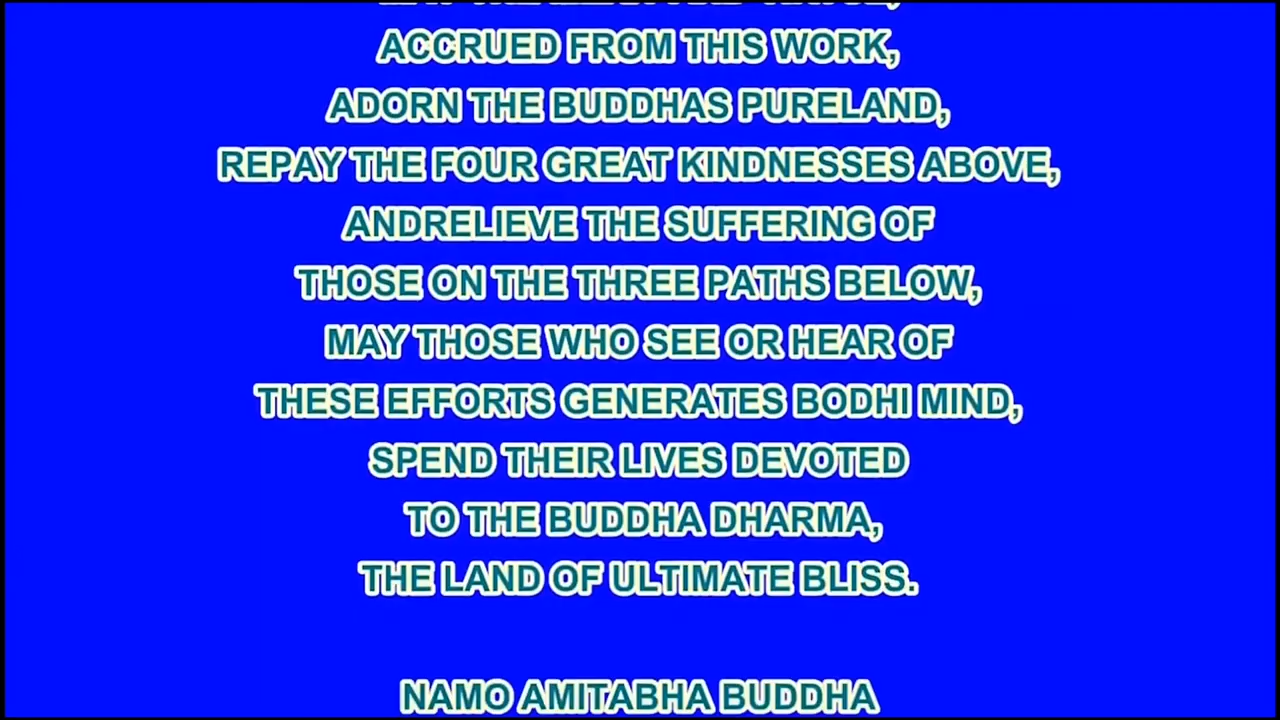 ACCRUED FROM THIS WORK,
ADORN THE BUDDHAS PURELAND,
REPAY THE FOUR GREAT KINDNESSES ABOVE,
ANDRELIEVE THE SUFFERING OF
THOSE ON THE THREE PATHS BELOW,
MAY THOSE WHO SEE OR HEAR OF
THESE EFFORTS GENERATES BODHI MIND,
SPEND THEIR LIVES DEVOTED
TO THE BUDDHA DHARMA,
THE LAND OF ULTIMATE BLISS.
NAMO AMITABHA BUDDHA